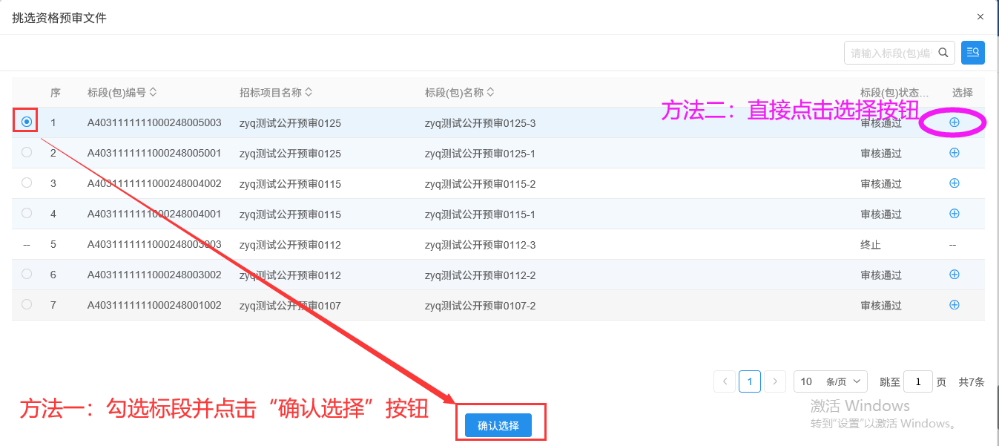 挑选资格预审文件
请输入标段(包)编
序 标段(包)编号 招标项目名称 标段(包)名称 标段(包)状态... 选择
方法二：直接点击选择按钮
1 A4031111111000248005003 zyq测试公开预审0125 zyq测试公开预审0125-3 审核通过
2 A4031111111000248005001 zyq测试公开预审0125 zyq测试公开预审0125-1 审核通过
3 A4031111111000248004002 zyq测试公开预审0115 zyq测试公开预审0115-2 审核通过
4 A4031111111000248004001 zyq测试公开预审0115 zyq测试公开预审0115-1 审核通过
-- 5 A4031111111000248003003 zyq测试公开预审0112 zyq测试公开预审0112-3 终止 --
6 A4031111111000248003002 zyq测试公开预审0112 zyq测试公开预审0112-2 审核通过
7 A4031111111000248001002 zyq测试公开预审0107 zyq测试公开预审0107-2 审核通过
1 10 条/页 跳至 1 页 共7条
方法一：勾选标段并点击“确认选择”按钮
确认选择
激活 Windows
转到“设置”以激活 Windows。